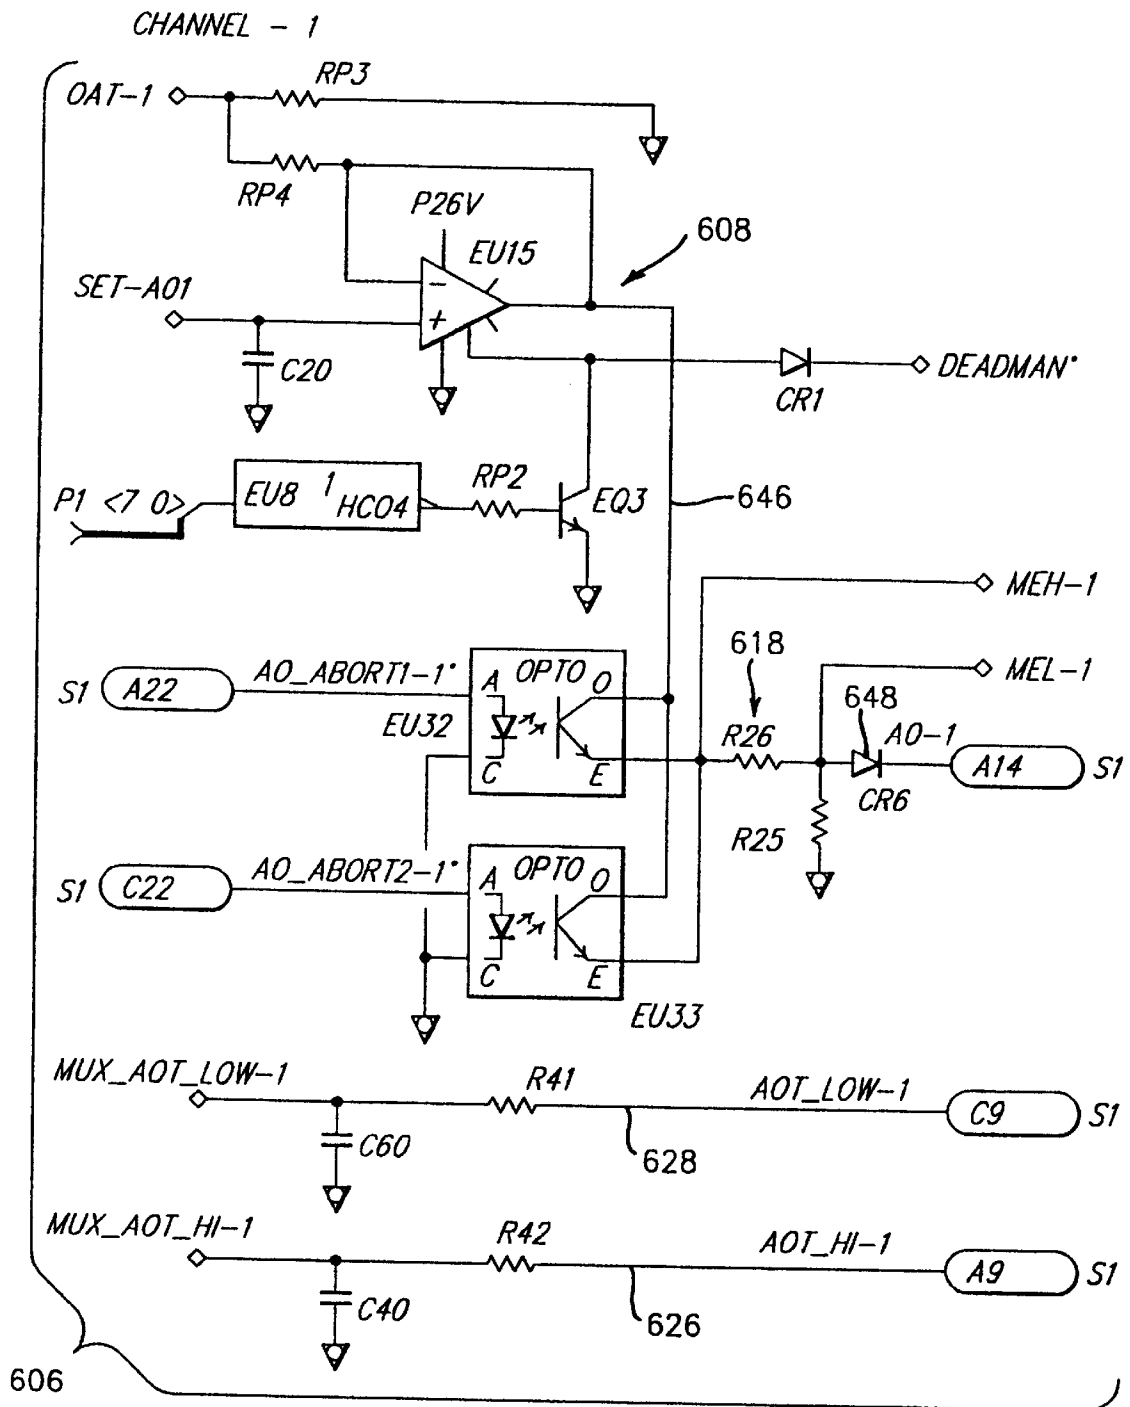 CHANNEL - 1
OAT-1
RP3
RP4
P26V
EU15
608
SET-AO1
-
+
C20
CR1
DEADMAN*
P1 <7 0>
EU8 1 HC04
RP2
EQ3
646
MEH-1
618
MEL-1
S1 A22
AO_ABORT1-1*
EU32
A OPTO O
C E
R26
648
AO-1
A14 S1
CR6
R25
S1 C22
AO_ABORT2-1*
A OPTO O
C E
EU33
MUX_AOT_LOW-1
R41
AOT_LOW-1
C9 S1
C60
628
MUX_AOT_HI-1
R42
AOT_HI-1
A9 S1
C40
626
606